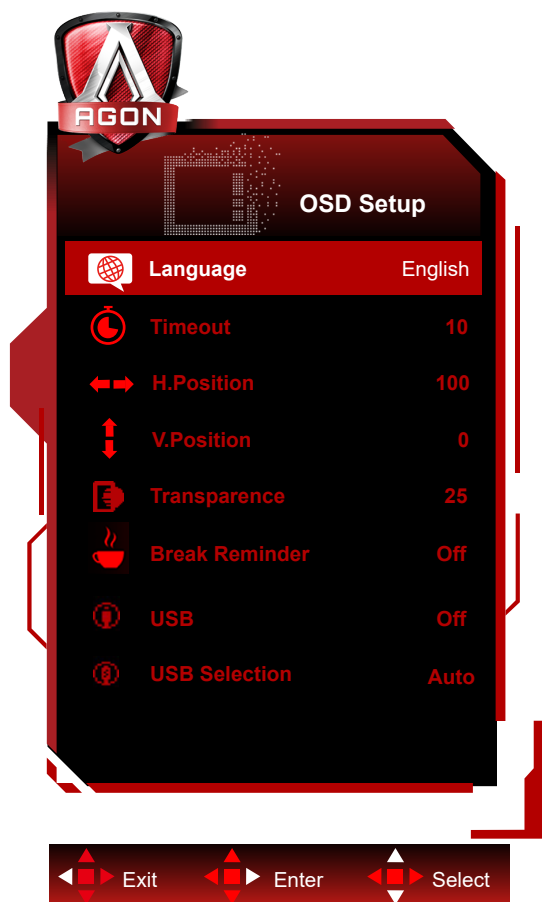 AGON
OSD Setup
Language English
Timeout 10
H.Position 100
V.Position 0
Transparence 25
Break Reminder Off
USB Off
USB Selection Auto
Exit Enter Select